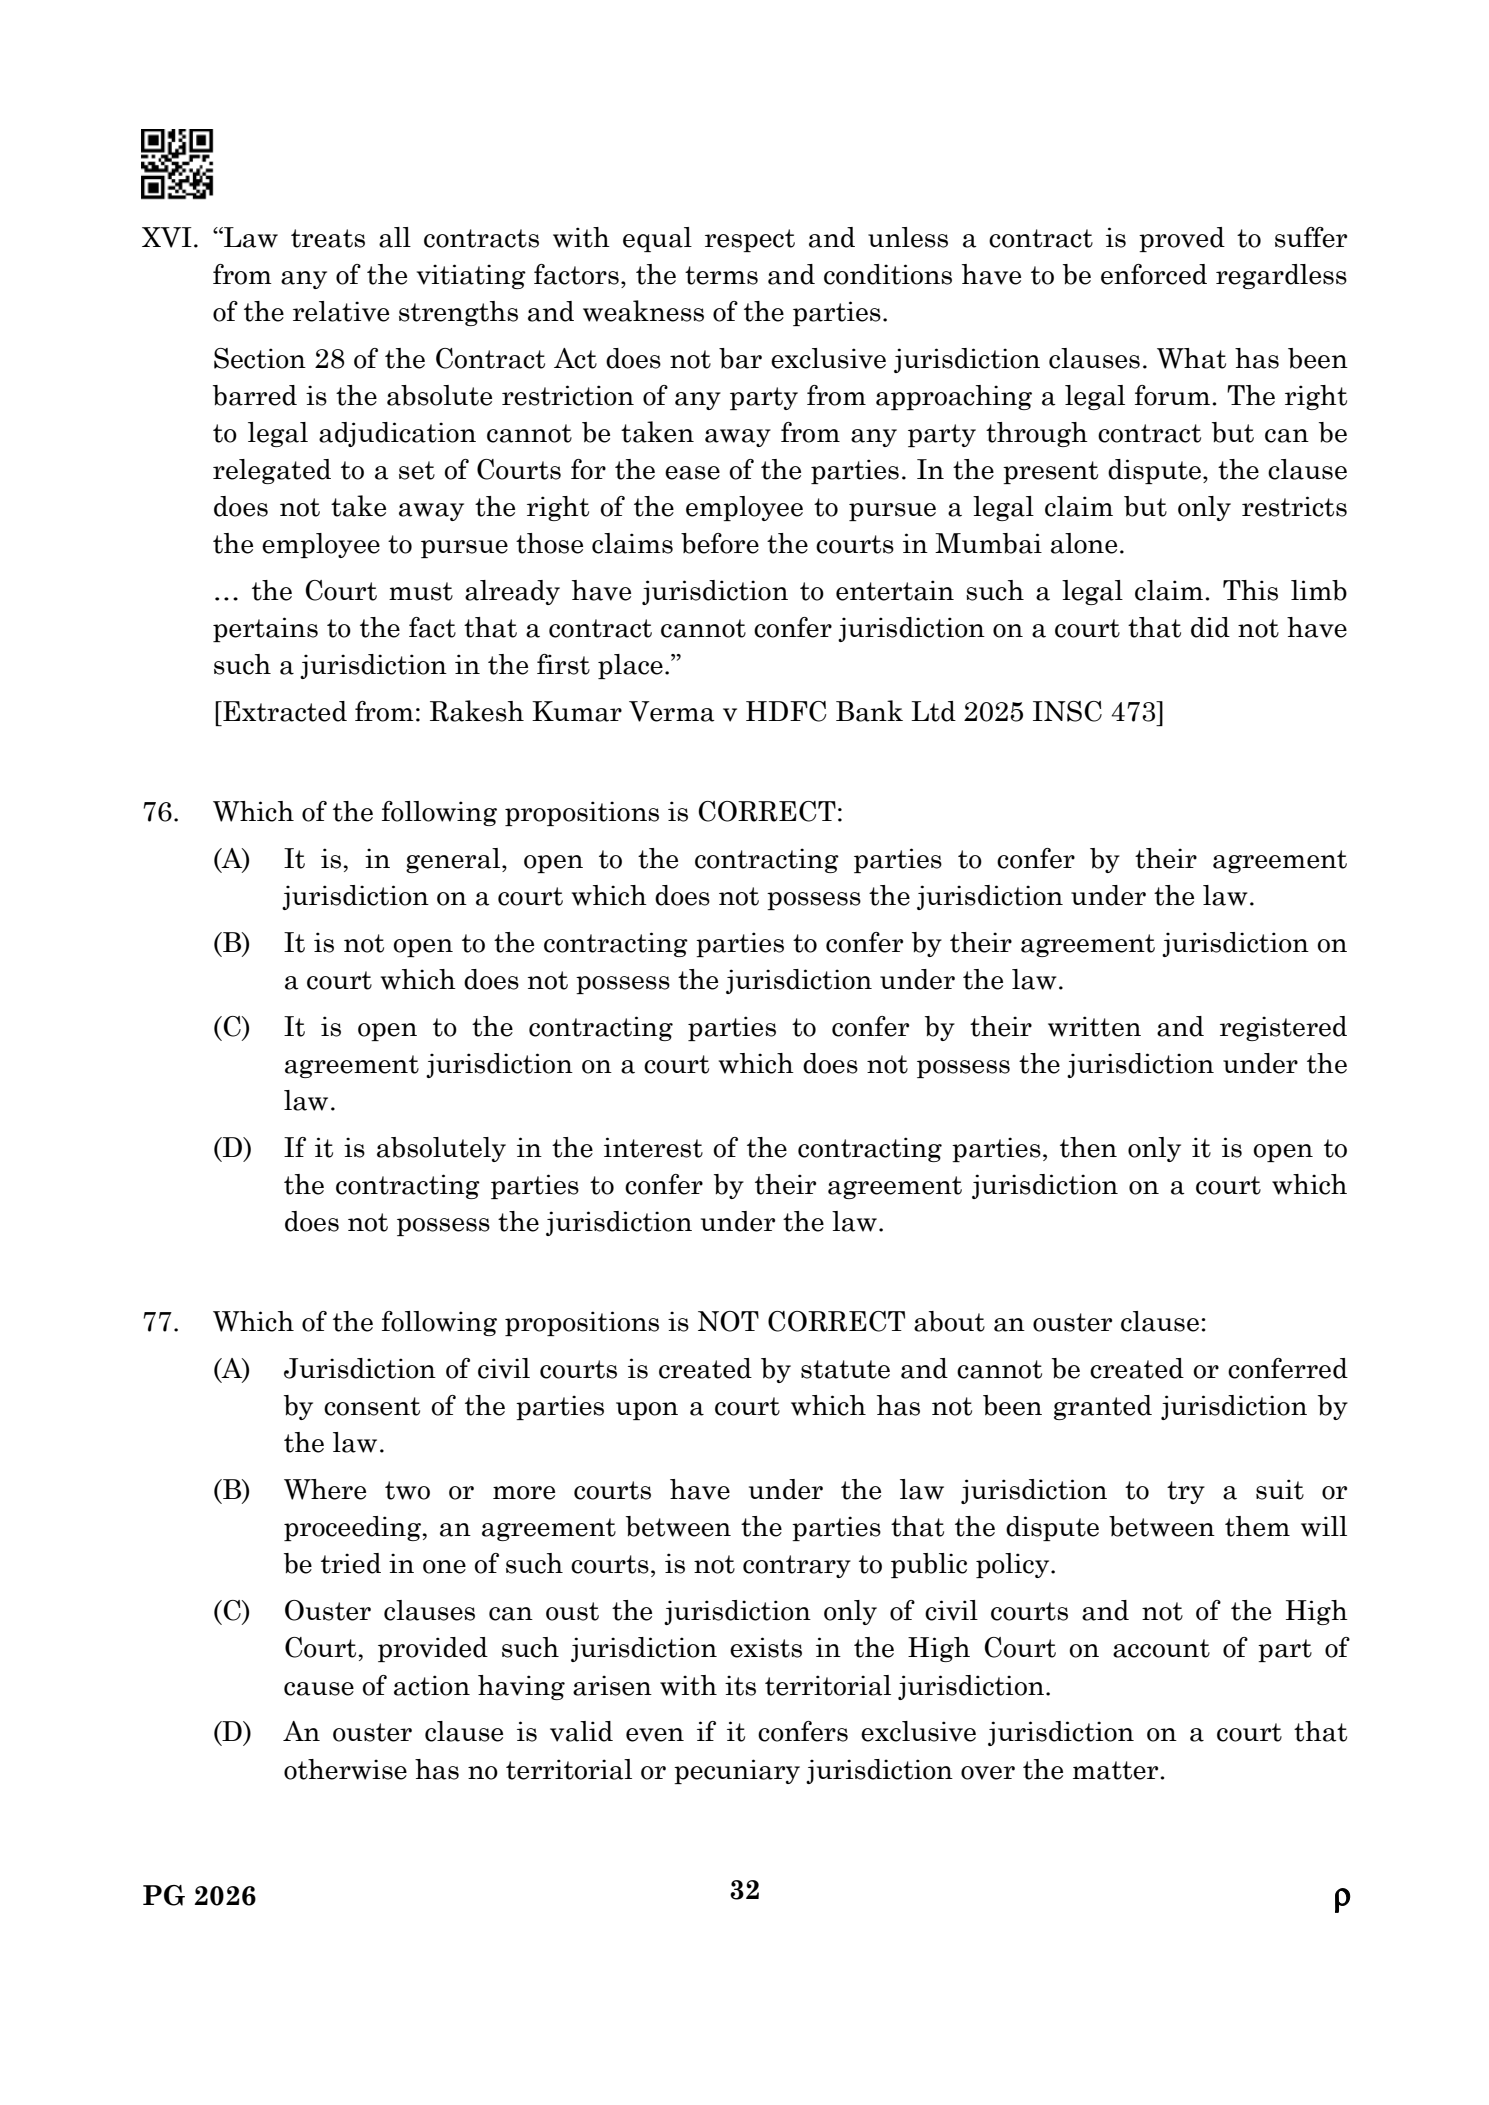 XVI. “Law treats all contracts with equal respect and unless a contract is proved to suffer
from any of the vitiating factors, the terms and conditions have to be enforced regardless
of the relative strengths and weakness of the parties.
Section 28 of the Contract Act does not bar exclusive jurisdiction clauses. What has been
barred is the absolute restriction of any party from approaching a legal forum. The right
to legal adjudication cannot be taken away from any party through contract but can be
relegated to a set of Courts for the ease of the parties. In the present dispute, the clause
does not take away the right of the employee to pursue a legal claim but only restricts
the employee to pursue those claims before the courts in Mumbai alone.
… the Court must already have jurisdiction to entertain such a legal claim. This limb
pertains to the fact that a contract cannot confer jurisdiction on a court that did not have
such a jurisdiction in the first place.”
[Extracted from: Rakesh Kumar Verma v HDFC Bank Ltd 2025 INSC 473]
76. Which of the following propositions is CORRECT:
(A) It is, in general, open to the contracting parties to confer by their agreement
jurisdiction on a court which does not possess the jurisdiction under the law.
(B) It is not open to the contracting parties to confer by their agreement jurisdiction on
a court which does not possess the jurisdiction under the law.
(C) It is open to the contracting parties to confer by their written and registered
agreement jurisdiction on a court which does not possess the jurisdiction under the
law.
(D) If it is absolutely in the interest of the contracting parties, then only it is open to
the contracting parties to confer by their agreement jurisdiction on a court which
does not possess the jurisdiction under the law.
77. Which of the following propositions is NOT CORRECT about an ouster clause:
(A) Jurisdiction of civil courts is created by statute and cannot be created or conferred
by consent of the parties upon a court which has not been granted jurisdiction by
the law.
(B) Where two or more courts have under the law jurisdiction to try a suit or
proceeding, an agreement between the parties that the dispute between them will
be tried in one of such courts, is not contrary to public policy.
(C) Ouster clauses can oust the jurisdiction only of civil courts and not of the High
Court, provided such jurisdiction exists in the High Court on account of part of
cause of action having arisen with its territorial jurisdiction.
(D) An ouster clause is valid even if it confers exclusive jurisdiction on a court that
otherwise has no territorial or pecuniary jurisdiction over the matter.
PG 2026 32 ρ